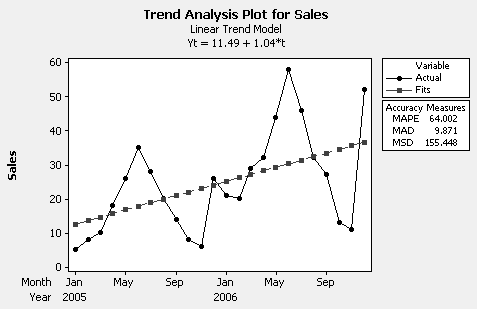 Trend Analysis Plot for Sales
Linear Trend Model
Yt = 11.49 + 1.04*t
Variable
Actual
Fits
Accuracy Measures
MAPE 64.002
MAD 9.871
MSD 155.448
Sales
60
50
40
30
20
10
0
Month Jan May Sep Jan May Sep
Year 2005 2006